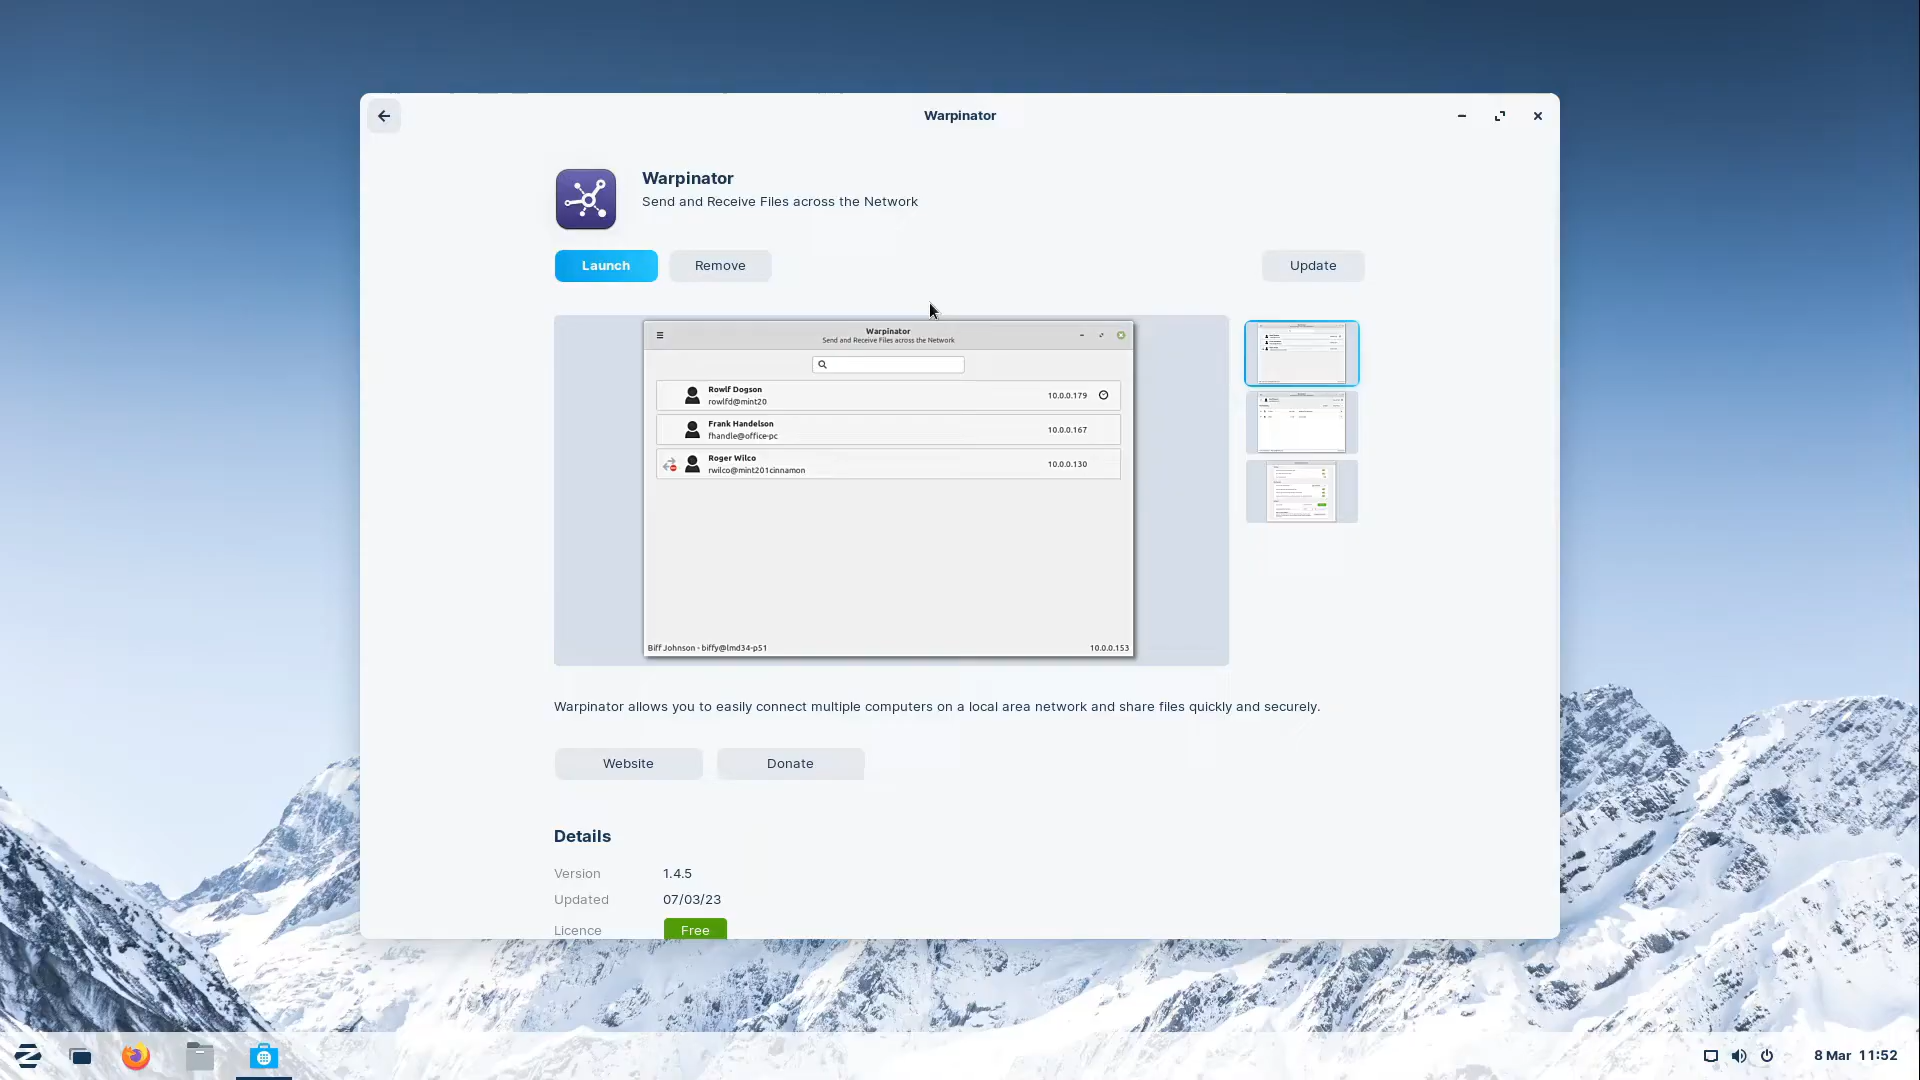 Warpinator
Warpinator
Send and Receive Files across the Network
Launch
Remove
Update
Warpinator
Send and Receive Files across the Network
Rowlf Dogson
rowlfd@mint20
10.0.0.179
Frank Handelson
fhandle@office-pc
10.0.0.167
Roger Wilco
rwilco@mint201cinnamon
10.0.0.130
Biff Johnson - biffy@lmd34-p51
10.0.0.153
Warpinator allows you to easily connect multiple computers on a local area network and share files quickly and securely.
Website
Donate
Details
Version 1.4.5
Updated 07/03/23
Licence Free
8 Mar 11:52